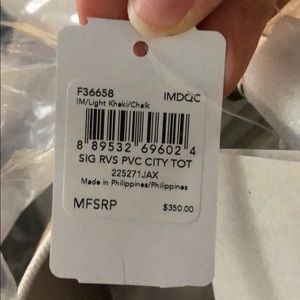 F36658 IMDQC
IM/Light Khaki/Chalk
8 89532 69602 4
SIG RVS PVC CITY TOT
225271JAX
Made in Philippines/Philippines
MFSRP $350.00